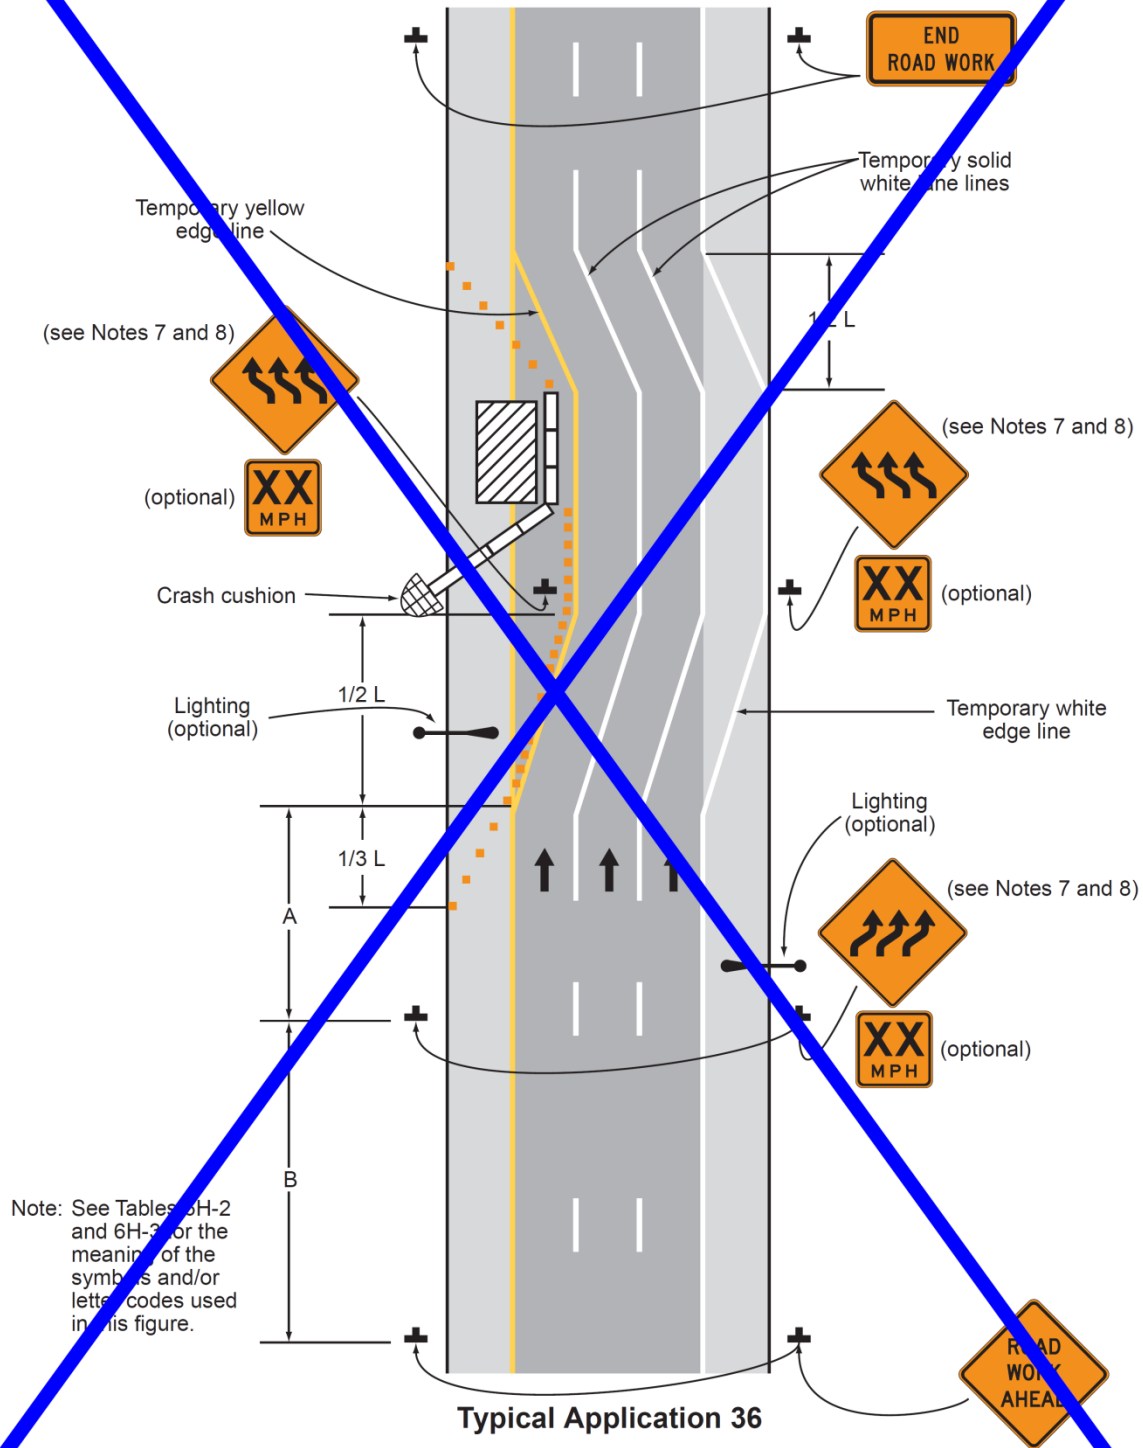 END
ROAD WORK
Temporary solid
white lane lines
Temporary yellow
edge line
1/2 L
(see Notes 7 and 8)
(see Notes 7 and 8)
XX
MPH
(optional)
XX
MPH
(optional)
Crash cushion
1/2 L
Lighting
(optional)
Temporary white
edge line
Lighting
(optional)
1/3 L
(see Notes 7 and 8)
A
XX
MPH
(optional)
B
Note: See Tables 6H-2
and 6H-3 for the
meaning of the
symbols and/or
letter codes used
in this figure.
ROAD
WORK
AHEAD
Typical Application 36